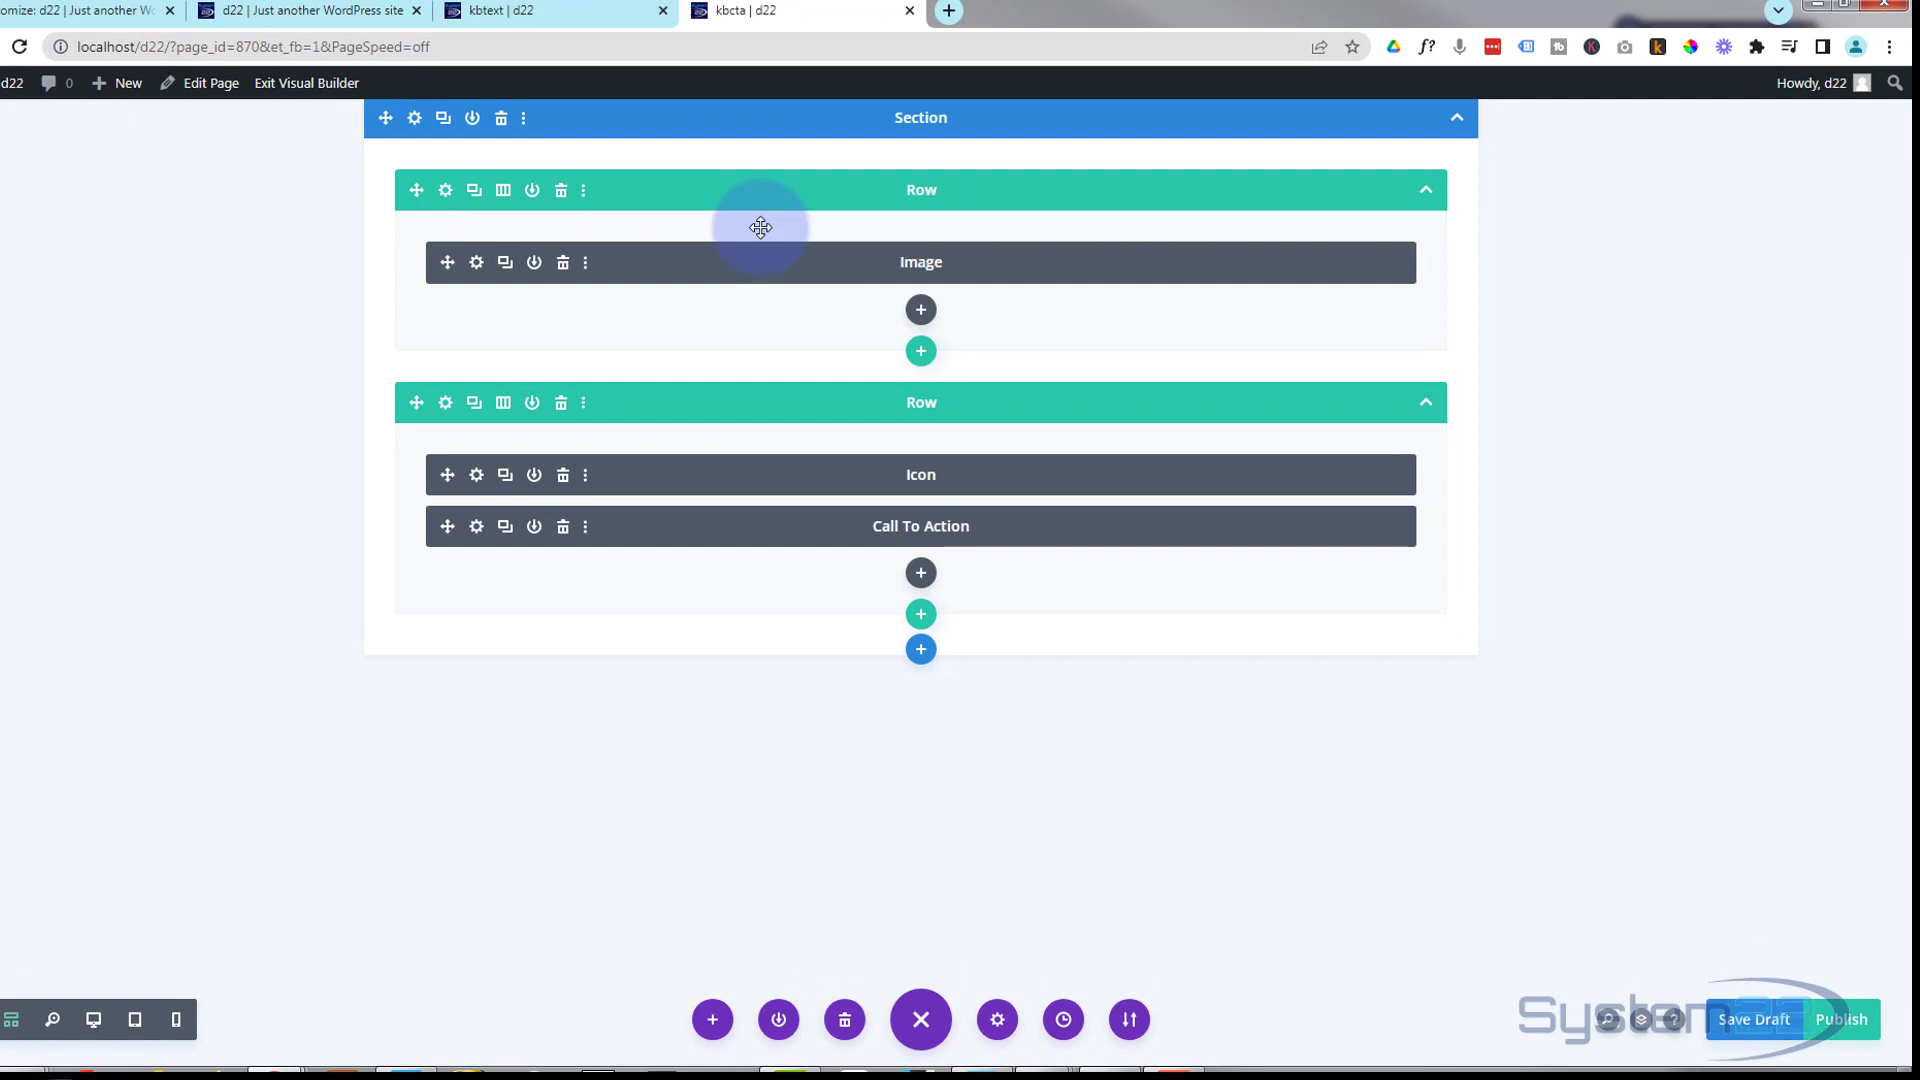 omize: d22 | Just another Wo
d22 | Just another WordPress site
kbtext | d22
kbcta | d22
localhost/d22/?page_id=870&et_fb=1&PageSpeed=off
d22
0
New
Edit Page
Exit Visual Builder
Howdy, d22
Section
Row
Image
Row
Icon
Call To Action
System22
Save Draft
Publish